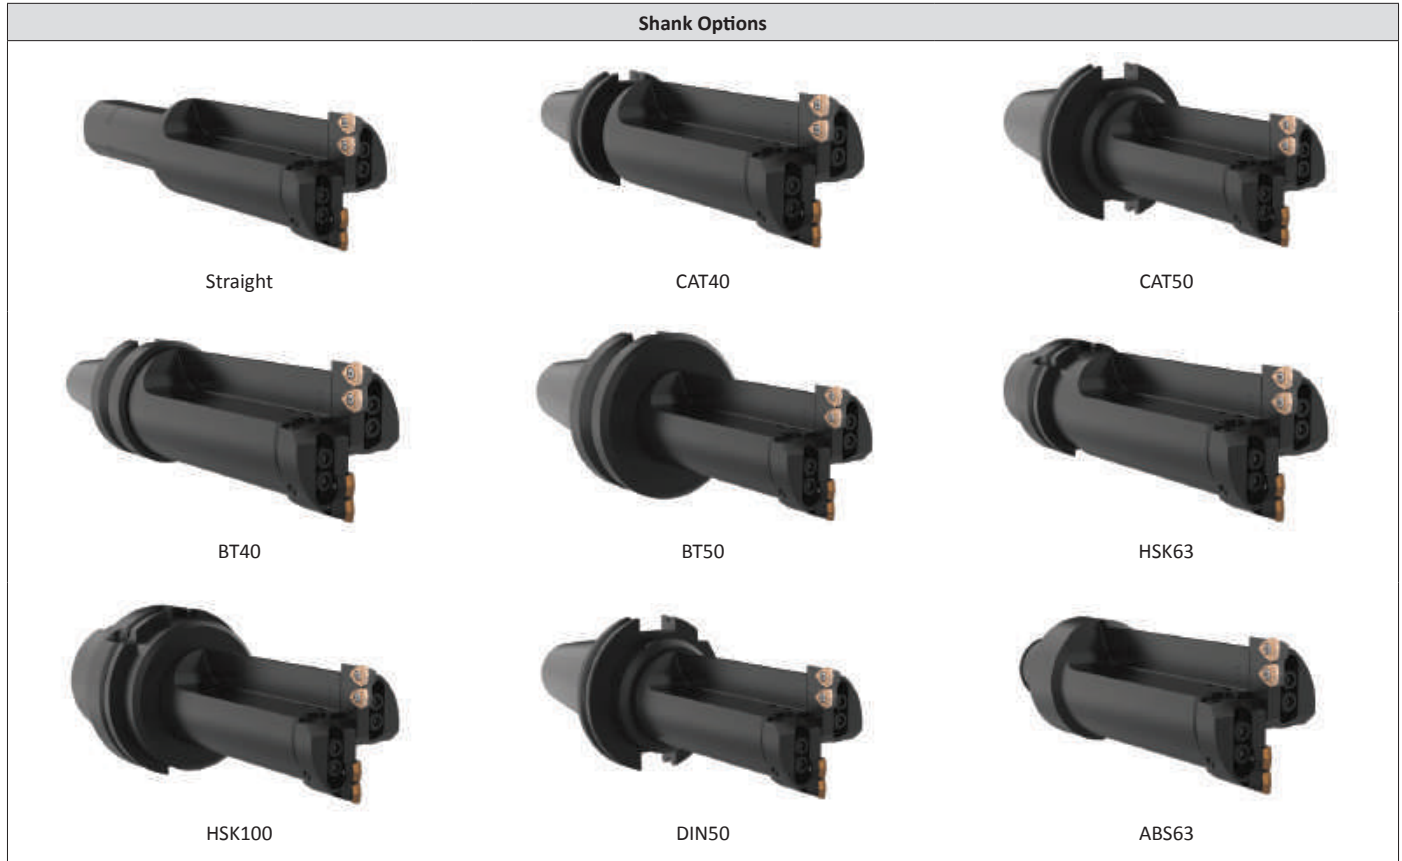 Shank Options
Straight
CAT40
CAT50
BT40
BT50
HSK63
HSK100
DIN50
ABS63